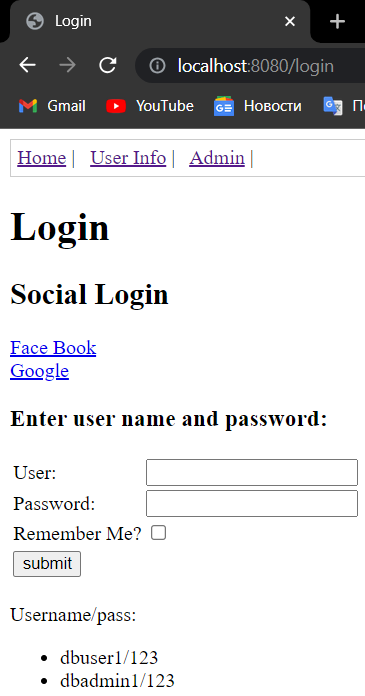 Login
localhost:8080/login
Gmail YouTube Новости
Home | User Info | Admin |
Login
Social Login
Face Book
Google
Enter user name and password:
User:
Password:
Remember Me?
submit
Username/pass:
dbuser1/123
dbadmin1/123